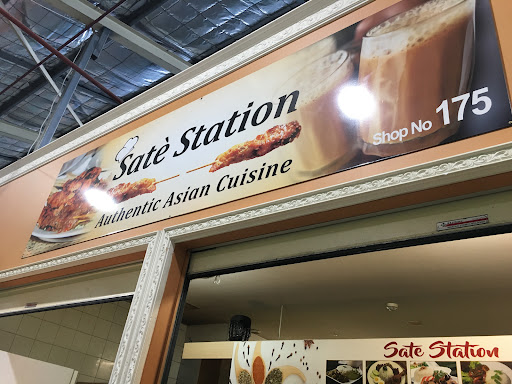 Satè Station
Authentic Asian Cuisine
Shop No 175
Sate Station